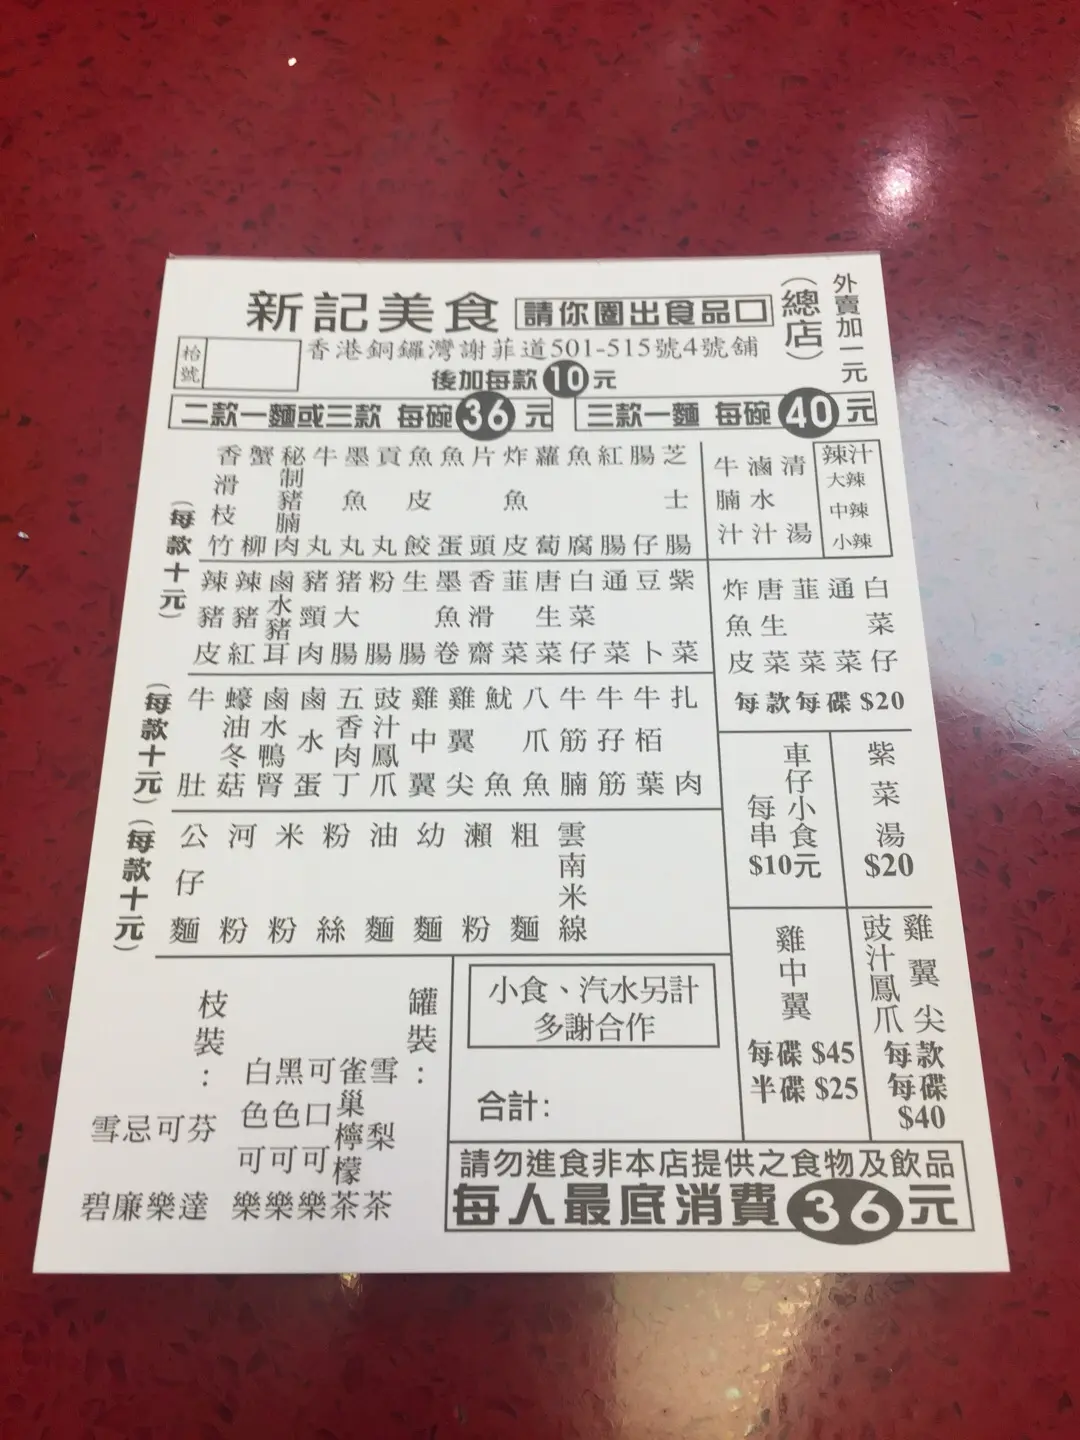 新記美食
請你圈出食品口
(總店)
外賣加一元
枱號
香港銅鑼灣謝菲道501-515號4號舖
後加每款10元
二款一麵或三款 每碗36元
三款一麵 每碗40元
(每款十元)
芝士腸
腸仔
紅腸
魚腐
蘿蔔
炸魚皮
片頭
魚蛋
魚皮餃
貢丸
墨魚丸
牛丸
秘制豬腩肉
蟹柳
香滑枝竹
紫菜
豆卜
通菜
白菜仔
唐生菜
韮菜
香滑齋
墨魚卷
生腸
粉腸
猪大腸
豬頸肉
鹵水豬耳
辣豬紅
辣豬皮
(每款十元)
扎肉
牛栢葉
牛孖筋
牛筋腩
八爪魚
魷魚
雞翼尖
雞中翼
豉汁鳳爪
五香肉丁
鹵水蛋
鹵水鴨腎
蠔油冬菇
牛肚
(每款十元)
雲南米線
粗麵
瀨粉
幼麵
油麵
粉絲
米粉
河粉
公仔麵
辣汁
大辣
中辣
小辣
清湯
滷水汁
牛腩汁
白菜仔
通菜
韮菜
唐生菜
炸魚皮
每款每碟 $20
紫菜湯
$20
車仔小食
每串
$10元
雞翼尖
豉汁鳳爪
每款
每碟
$40
雞中翼
每碟 $45
半碟 $25
罐裝:
雪梨茶
雀巢檸檬茶
可口可樂
黑色可樂
白色可樂
枝裝:
芬達
可樂
忌廉
雪碧
小食、汽水另計
多謝合作
合計:
請勿進食非本店提供之食物及飲品
每人最底消費36元